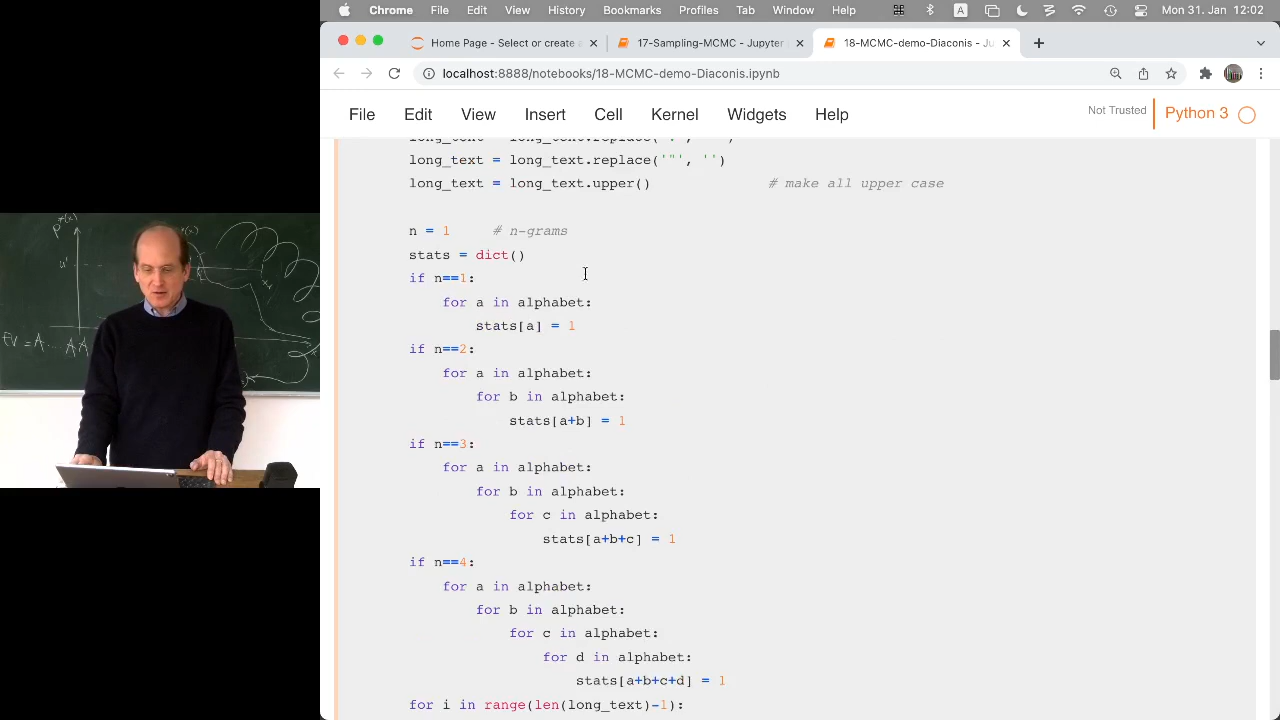 Chrome File Edit View History Bookmarks Profiles Tab Window Help A Mon 31. Jan 12:02
Home Page - Select or create a × 17-Sampling-MCMC - Jupyter × 18-MCMC-demo-Diaconis - Ju ×
localhost:8888/notebooks/18-MCMC-demo-Diaconis.ipynb
File Edit View Insert Cell Kernel Widgets Help Not Trusted Python 3
long_text = long_text.replace('"', '')
long_text = long_text.upper() # make all upper case
n = 1 # n-grams
stats = dict()
if n==1:
for a in alphabet:
stats[a] = 1
if n==2:
for a in alphabet:
for b in alphabet:
stats[a+b] = 1
if n==3:
for a in alphabet:
for b in alphabet:
for c in alphabet:
stats[a+b+c] = 1
if n==4:
for a in alphabet:
for b in alphabet:
for c in alphabet:
for d in alphabet:
stats[a+b+c+d] = 1
for i in range(len(long_text)-1):
P*(x)
u'